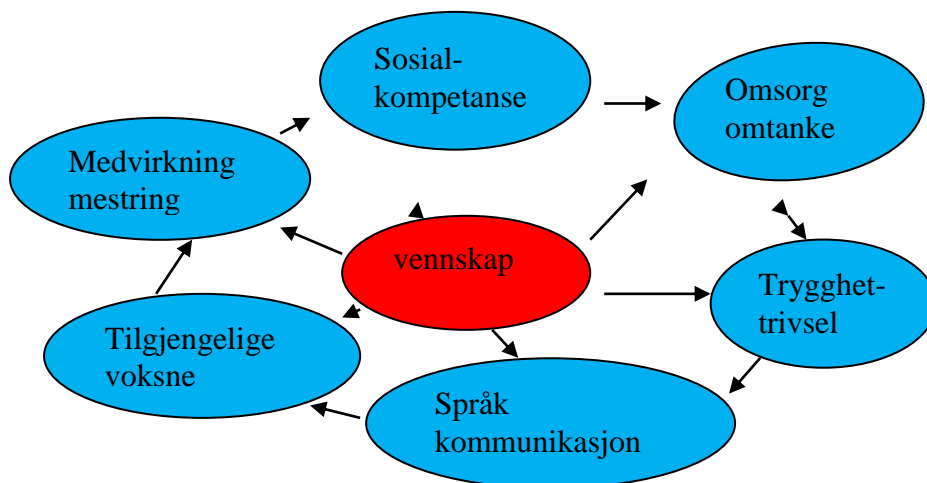 Sosial-
kompetanse
Omsorg
omtanke
Medvirkning
mestring
vennskap
Trygghet-
trivsel
Tilgjengelige
voksne
Språk
kommunikasjon